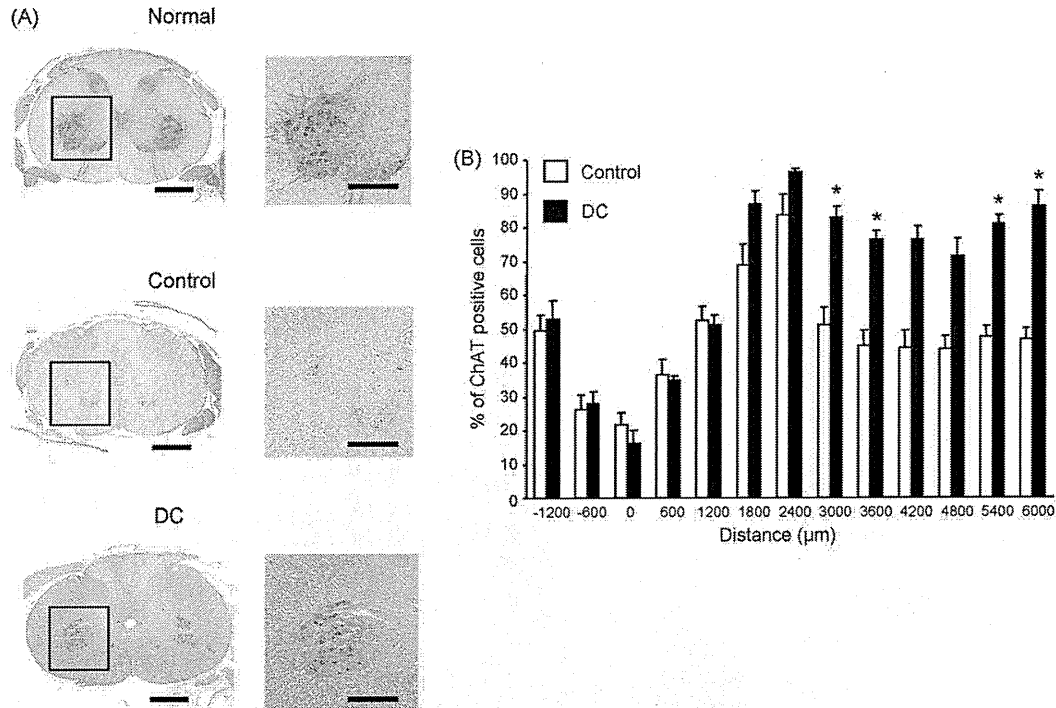 (A)
Normal
Control
DC
(B)
% of ChAT positive cells
100
90
80
70
60
50
40
30
20
10
0
Control
DC
* * * *
-1200 -600 0 600 1200 1800 2400 3000 3600 4200 4800 5400 6000
Distance (µm)